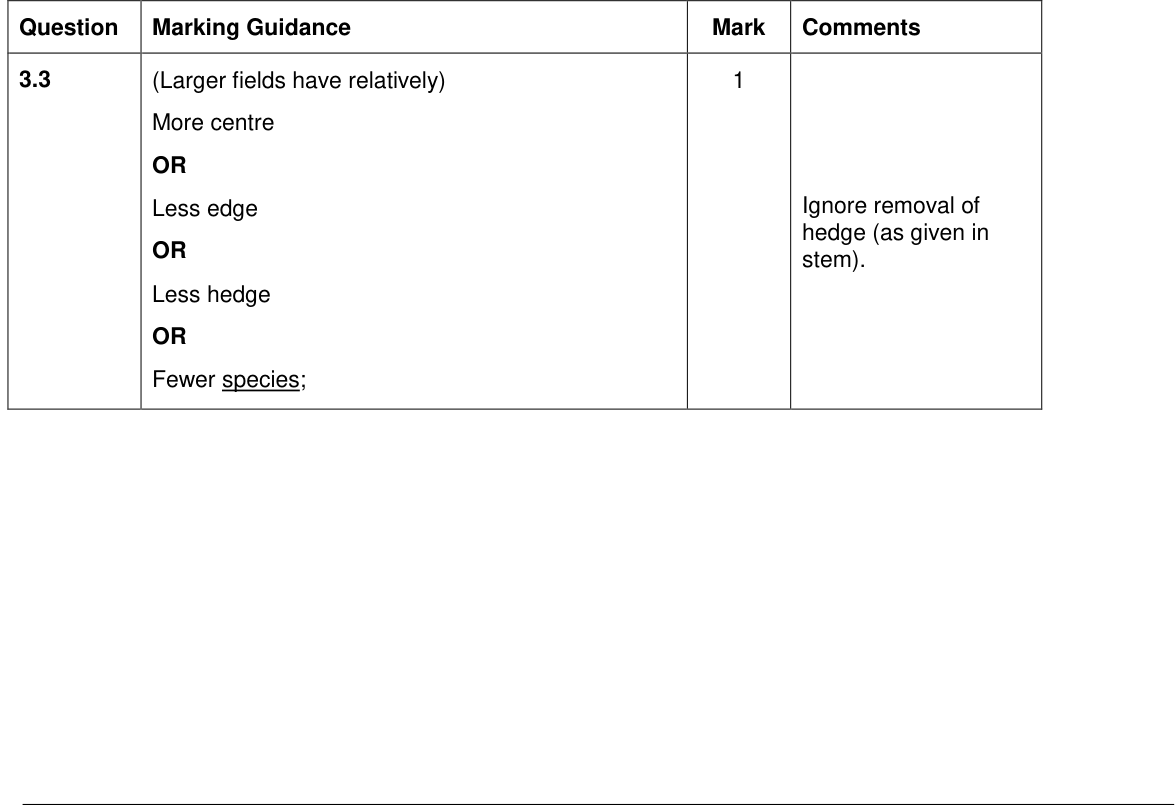 Question Marking Guidance Mark Comments
3.3 (Larger fields have relatively) 1
More centre
OR
Less edge
OR
Less hedge
OR
Fewer species;
Ignore removal of
hedge (as given in
stem).